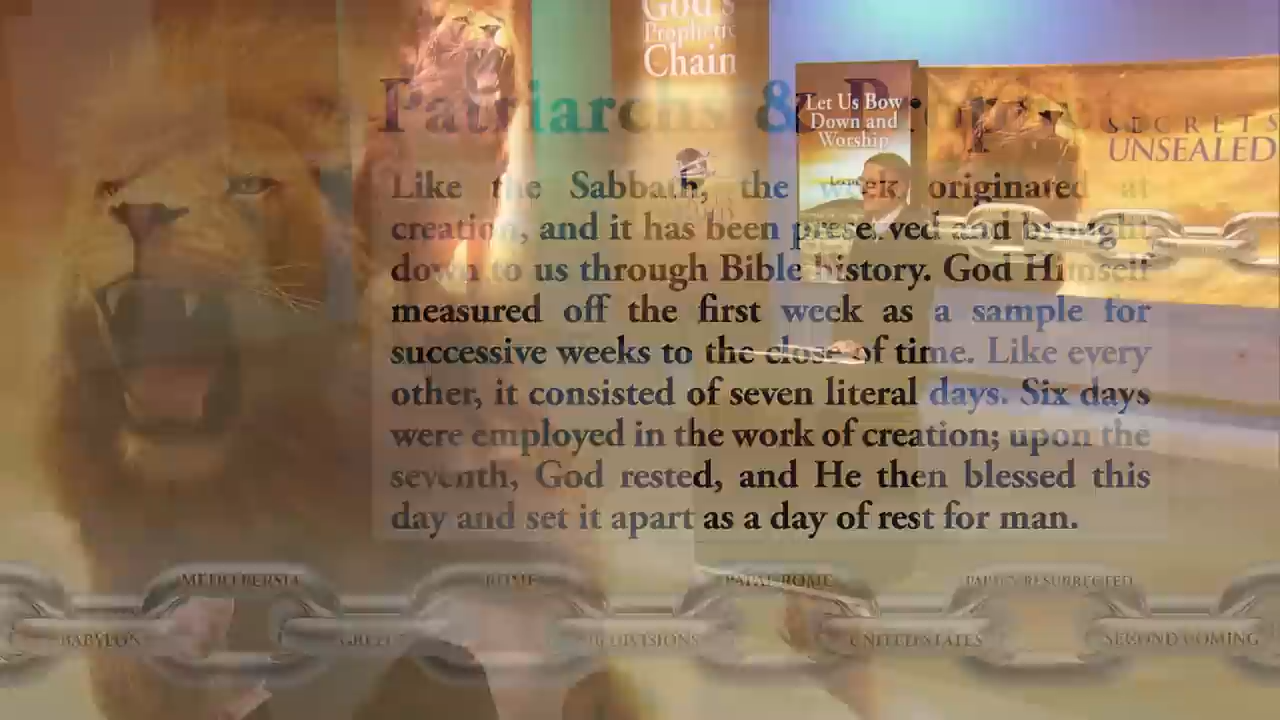 God's
Prophetic
Chain
Patriarchs &
Let Us Bow
Down and
Worship
SECRETS
UNSEALED
Like the Sabbath, the week originated at
creation, and it has been preserved and brought
down to us through Bible history. God Himself
measured off the first week as a sample for
successive weeks to the close of time. Like every
other, it consisted of seven literal days. Six days
were employed in the work of creation; upon the
seventh, God rested, and He then blessed this
day and set it apart as a day of rest for man.
MEDO PERSIA ROME PAPAL ROME PAPACY RESURRECTED
BABYLON GREECE DIVISIONS UNITED STATES SECOND COMING